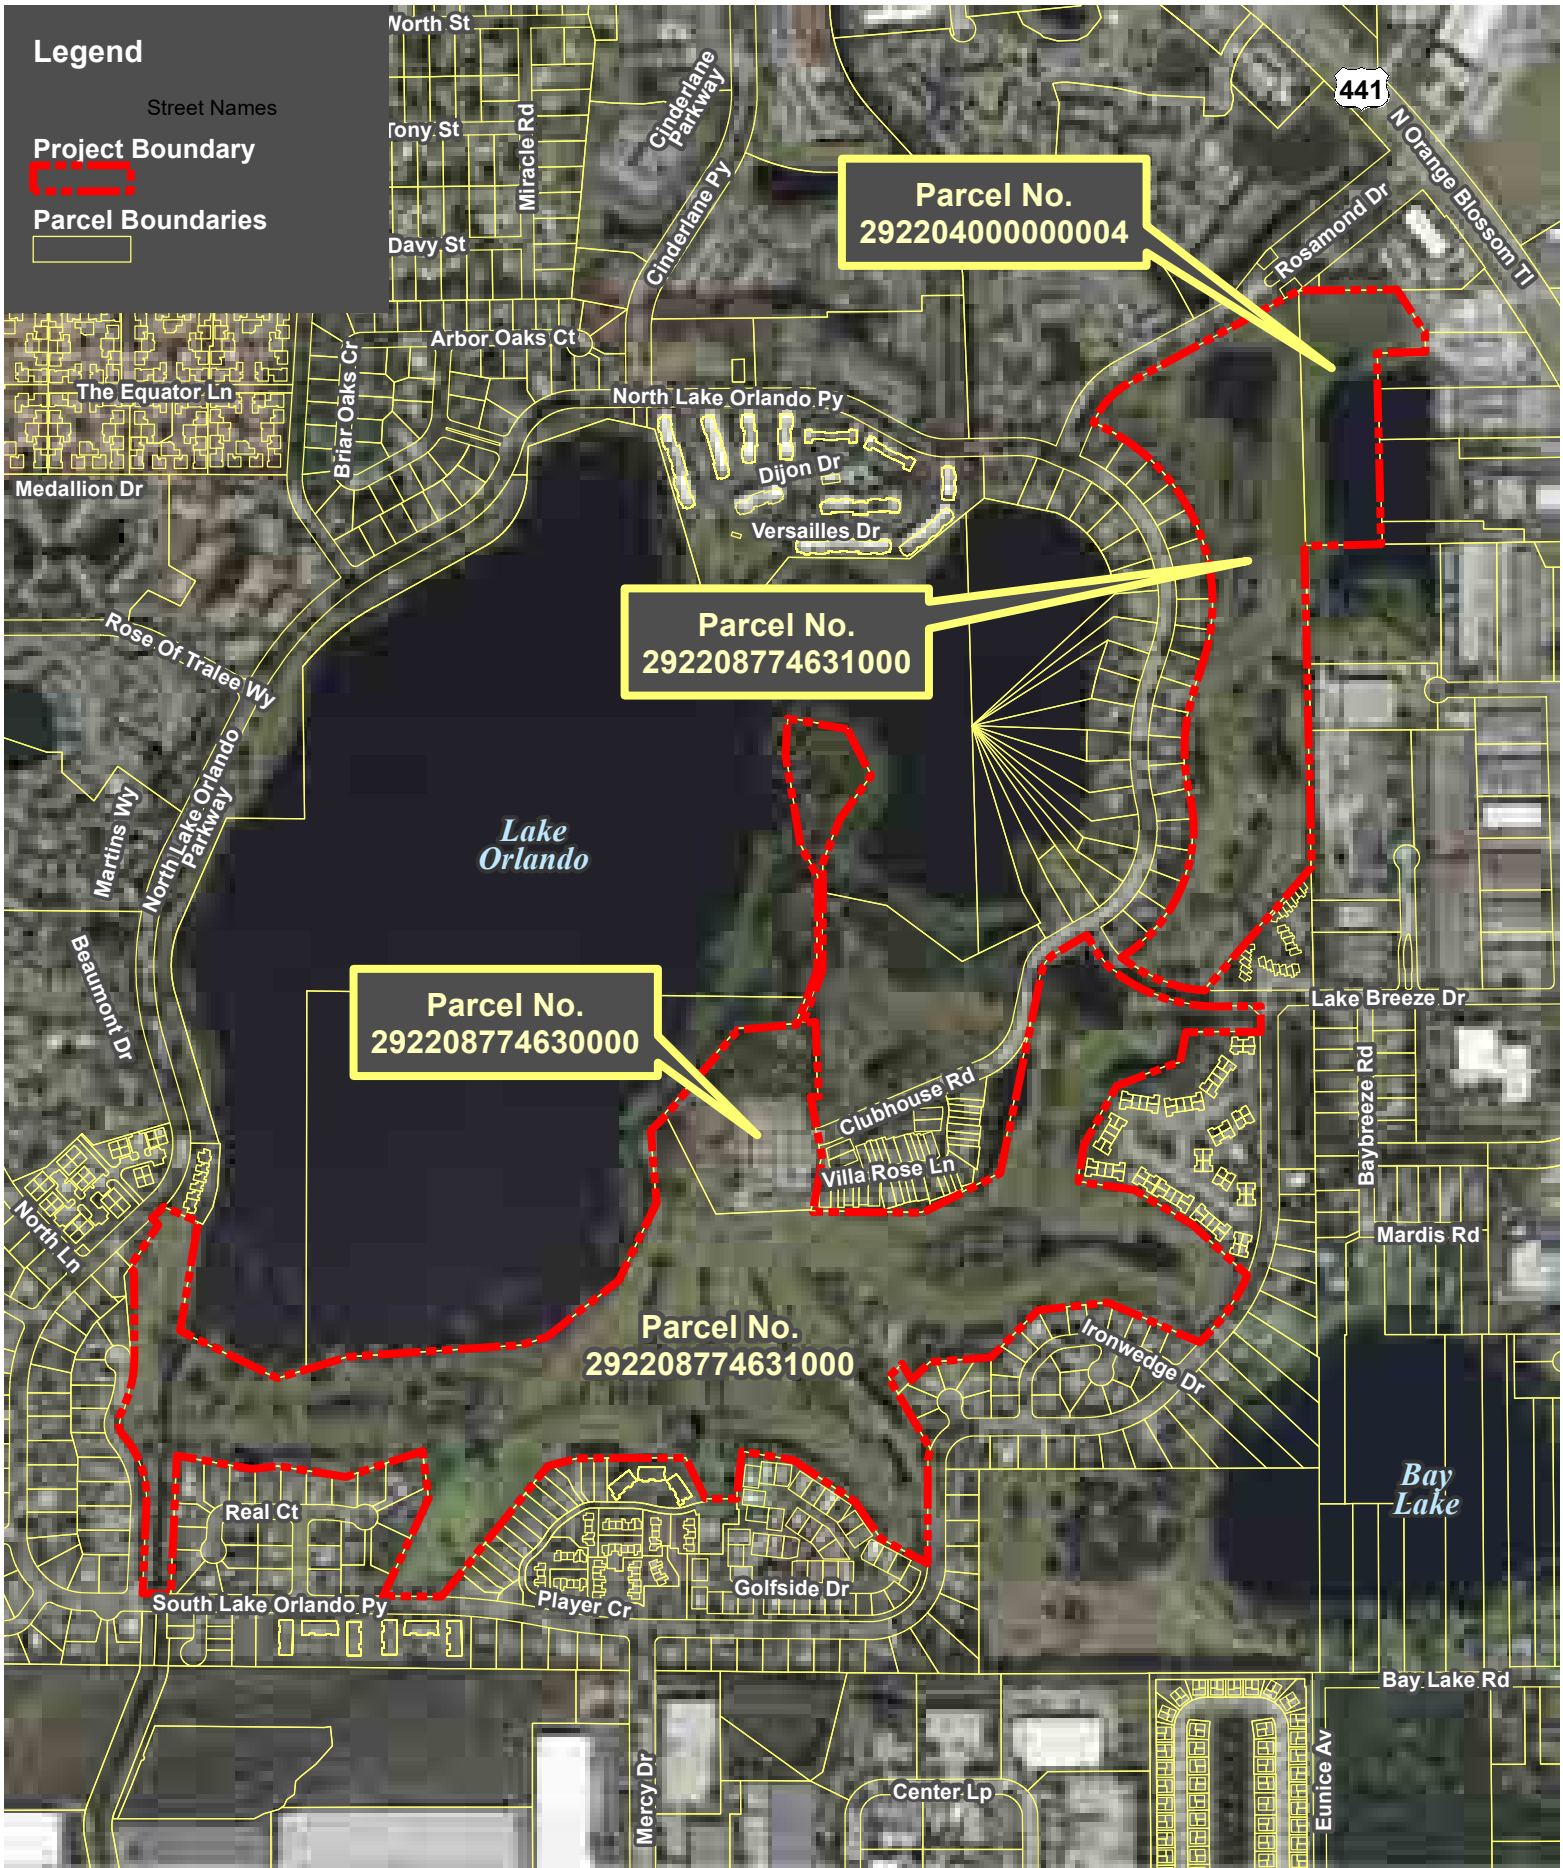 Legend
Street Names
Project Boundary
Parcel Boundaries
Worth St
Tony St
Davy St
Miracle Rd
Cinderlane
Parkway
Cinderlane Py
441
N Orange Blossom Tl
Rosamond Dr
Parcel No.
292204000000004
Arbor Oaks Ct
Briar Oaks Cr
The Equator Ln
Medallion Dr
North Lake Orlando Py
Dijon Dr
Versailles Dr
Parcel No.
292208774631000
Rose Of Tralee Wy
North Lake Orlando
Parkway
Martins Wy
Beaumont Dr
Lake
Orlando
Parcel No.
292208774630000
Lake Breeze Dr
Baybreeze Rd
Clubhouse Rd
Villa Rose Ln
North Ln
Mardis Rd
Parcel No.
292208774631000
Ironwedge Dr
Bay
Lake
Real Ct
South Lake Orlando Py
Player Cr
Golfside Dr
Bay Lake Rd
Mercy Dr
Center Lp
Eunice Av